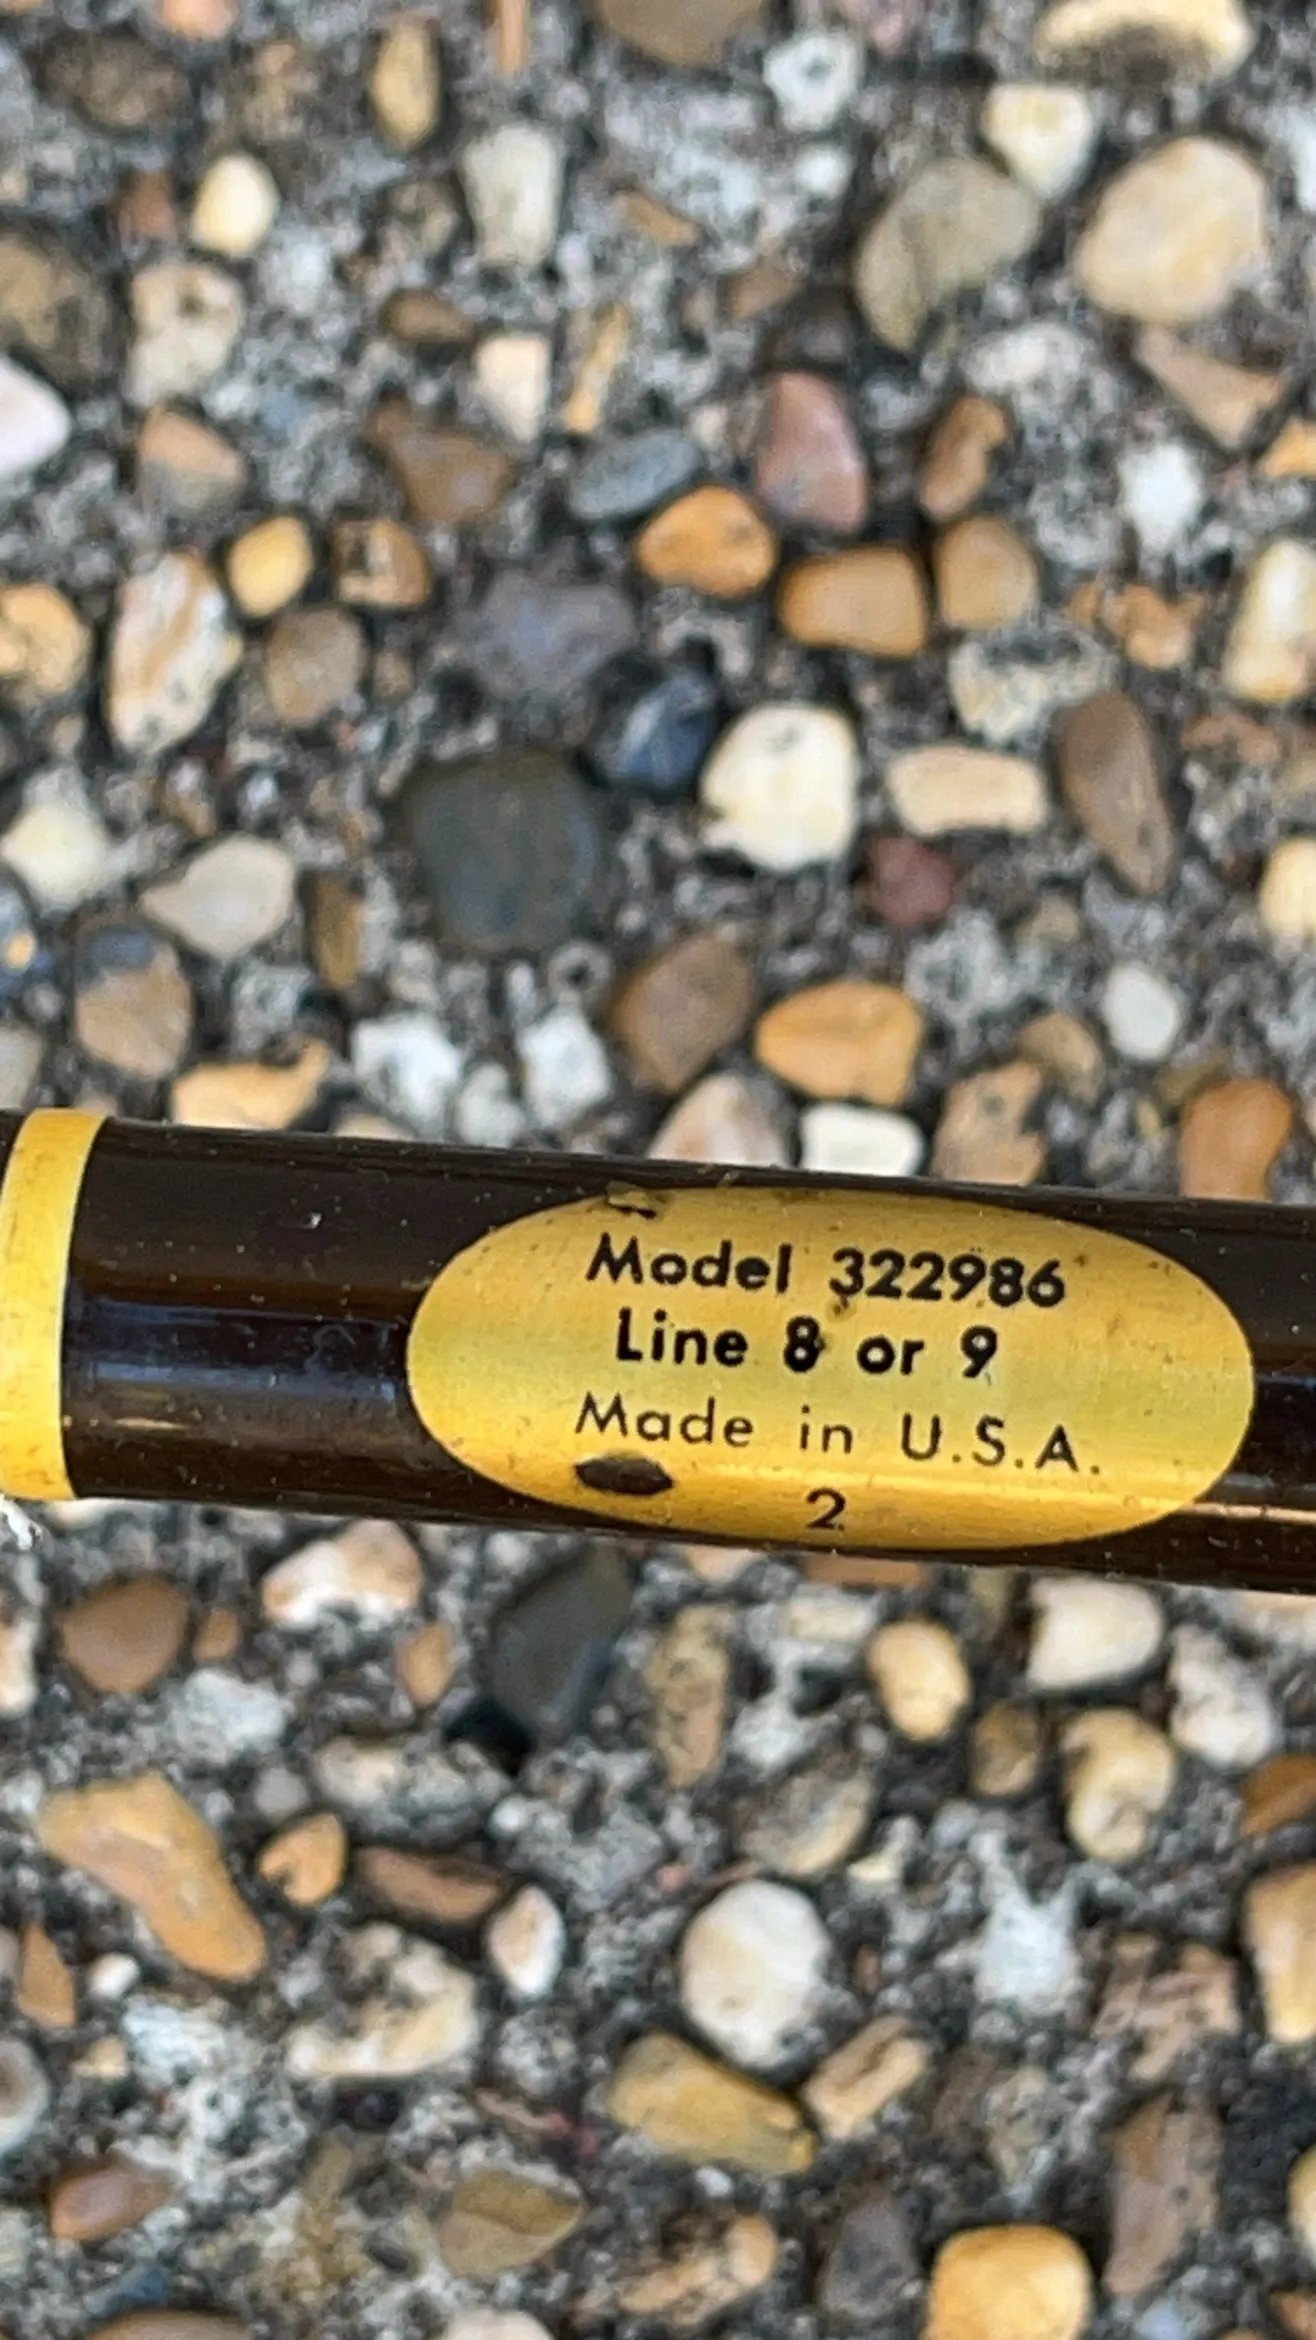 Model 322986
Line 8 or 9
Made in U.S.A.
2